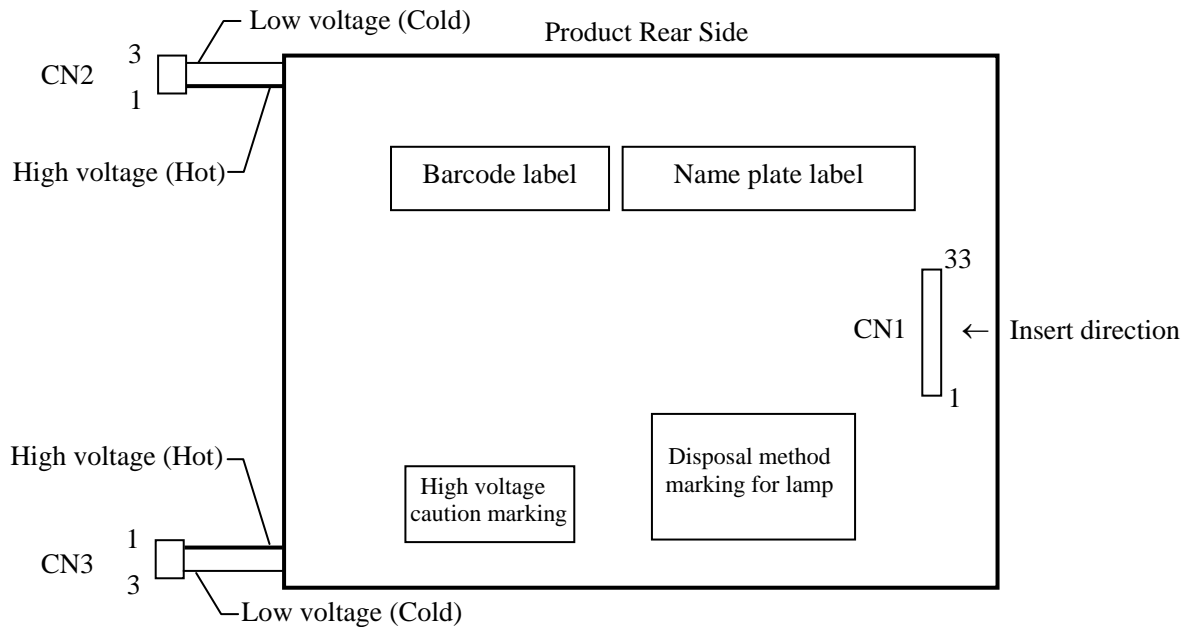 Low voltage (Cold)
Product Rear Side
3
CN2
1
High voltage (Hot)
Barcode label
Name plate label
33
CN1
← Insert direction
1
High voltage (Hot)
Disposal method
marking for lamp
High voltage
caution marking
1
CN3
3
Low voltage (Cold)